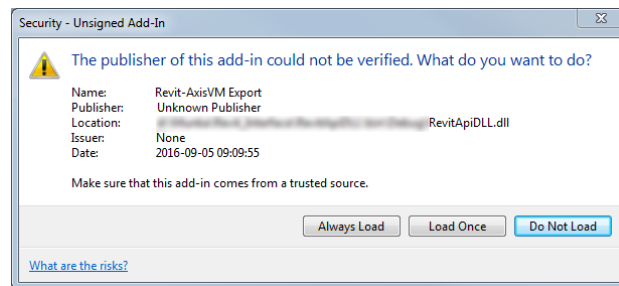 Security - Unsigned Add-In
The publisher of this add-in could not be verified. What do you want to do?
Name: Revit-AxisVM Export
Publisher: Unknown Publisher
Location: RevitApiDLL.dll
Issuer: None
Date: 2016-09-05 09:09:55
Make sure that this add-in comes from a trusted source.
Always Load Load Once Do Not Load
What are the risks?